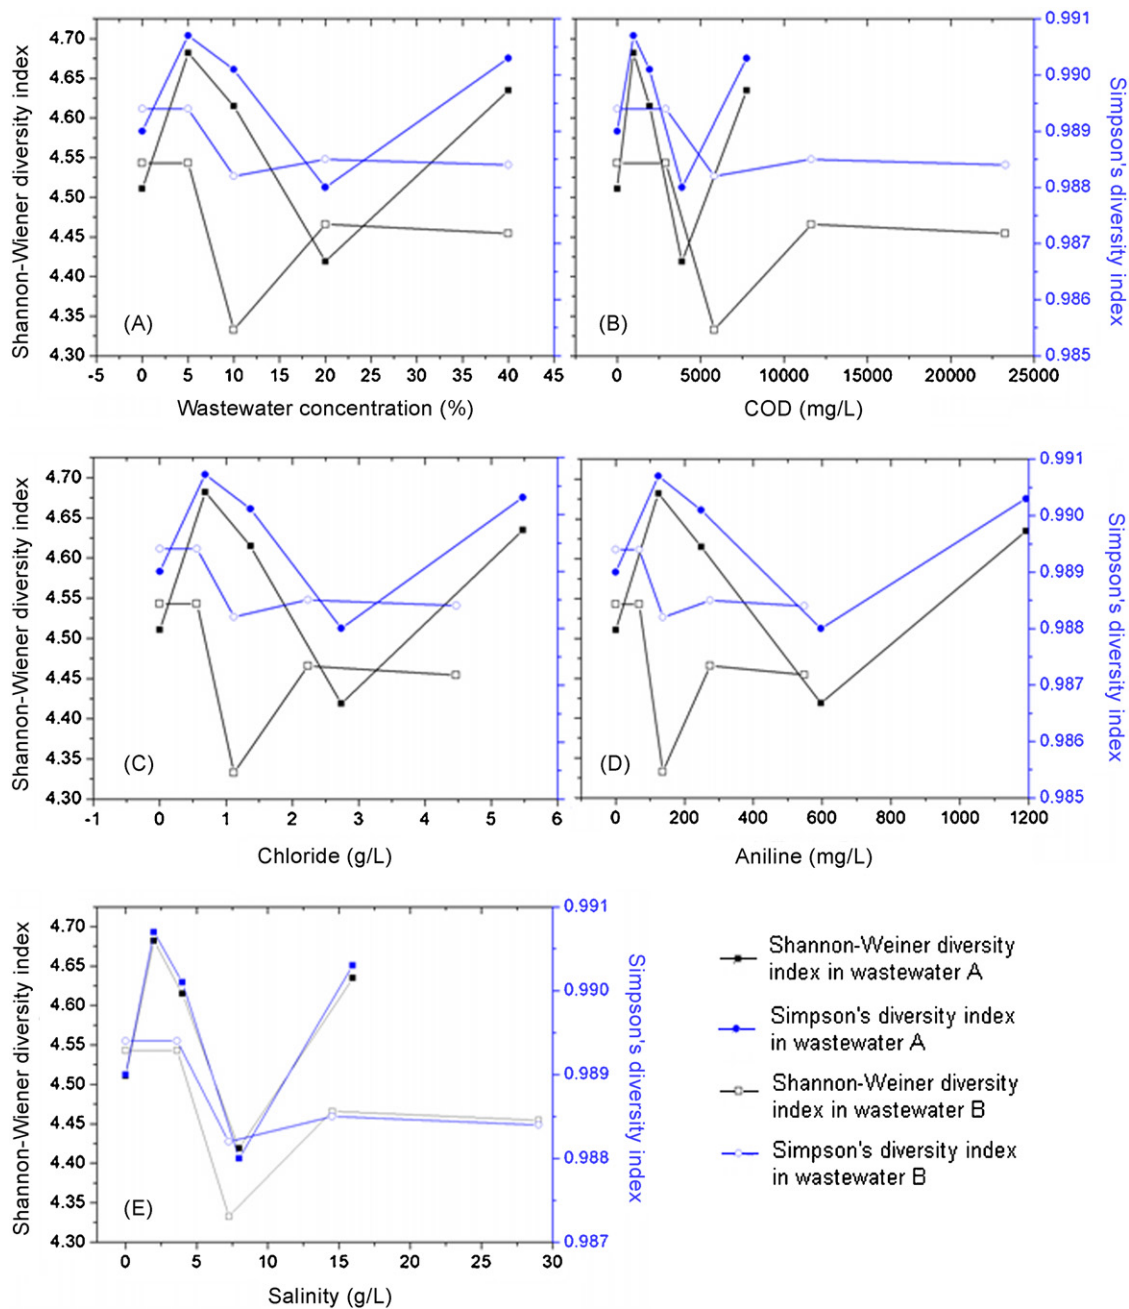 4.70
4.65
4.60
4.55
4.50
4.45
4.40
4.35
4.30
Shannon-Wiener diversity index
(A)
-5 0 5 10 15 20 25 30 35 40 45
Wastewater concentration (%)
(B)
0 5000 10000 15000 20000 25000
COD (mg/L)
0.991
0.990
0.989
0.988
0.987
0.986
0.985
Simpson's diversity index
4.70
4.65
4.60
4.55
4.50
4.45
4.40
4.35
4.30
Shannon-Wiener diversity index
(C)
-1 0 1 2 3 4 5 6
Chloride (g/L)
(D)
0 200 400 600 800 1000 1200
Aniline (mg/L)
0.991
0.990
0.989
0.988
0.987
0.986
0.985
Simpson's diversity index
4.70
4.65
4.60
4.55
4.50
4.45
4.40
4.35
4.30
Shannon-Wiener diversity index
(E)
0 5 10 15 20 25 30
Salinity (g/L)
0.991
0.990
0.989
0.988
0.987
Simpson's diversity index
Shannon-Weiner diversity
index in wastewater A
Simpson's diversity index
in wastewater A
Shannon-Weiner diversity
index in wastewater B
Simpson's diversity index
in wastewater B